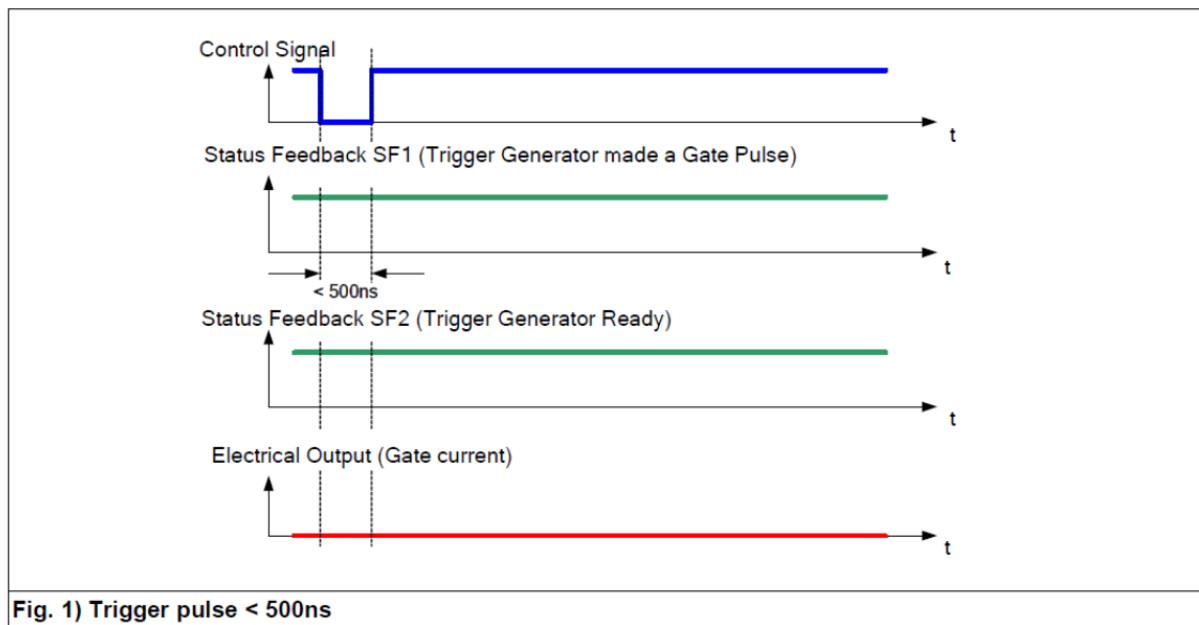 Control Signal
t
Status Feedback SF1 (Trigger Generator made a Gate Pulse)
t
< 500ns
Status Feedback SF2 (Trigger Generator Ready)
t
Electrical Output (Gate current)
t
Fig. 1) Trigger pulse < 500ns